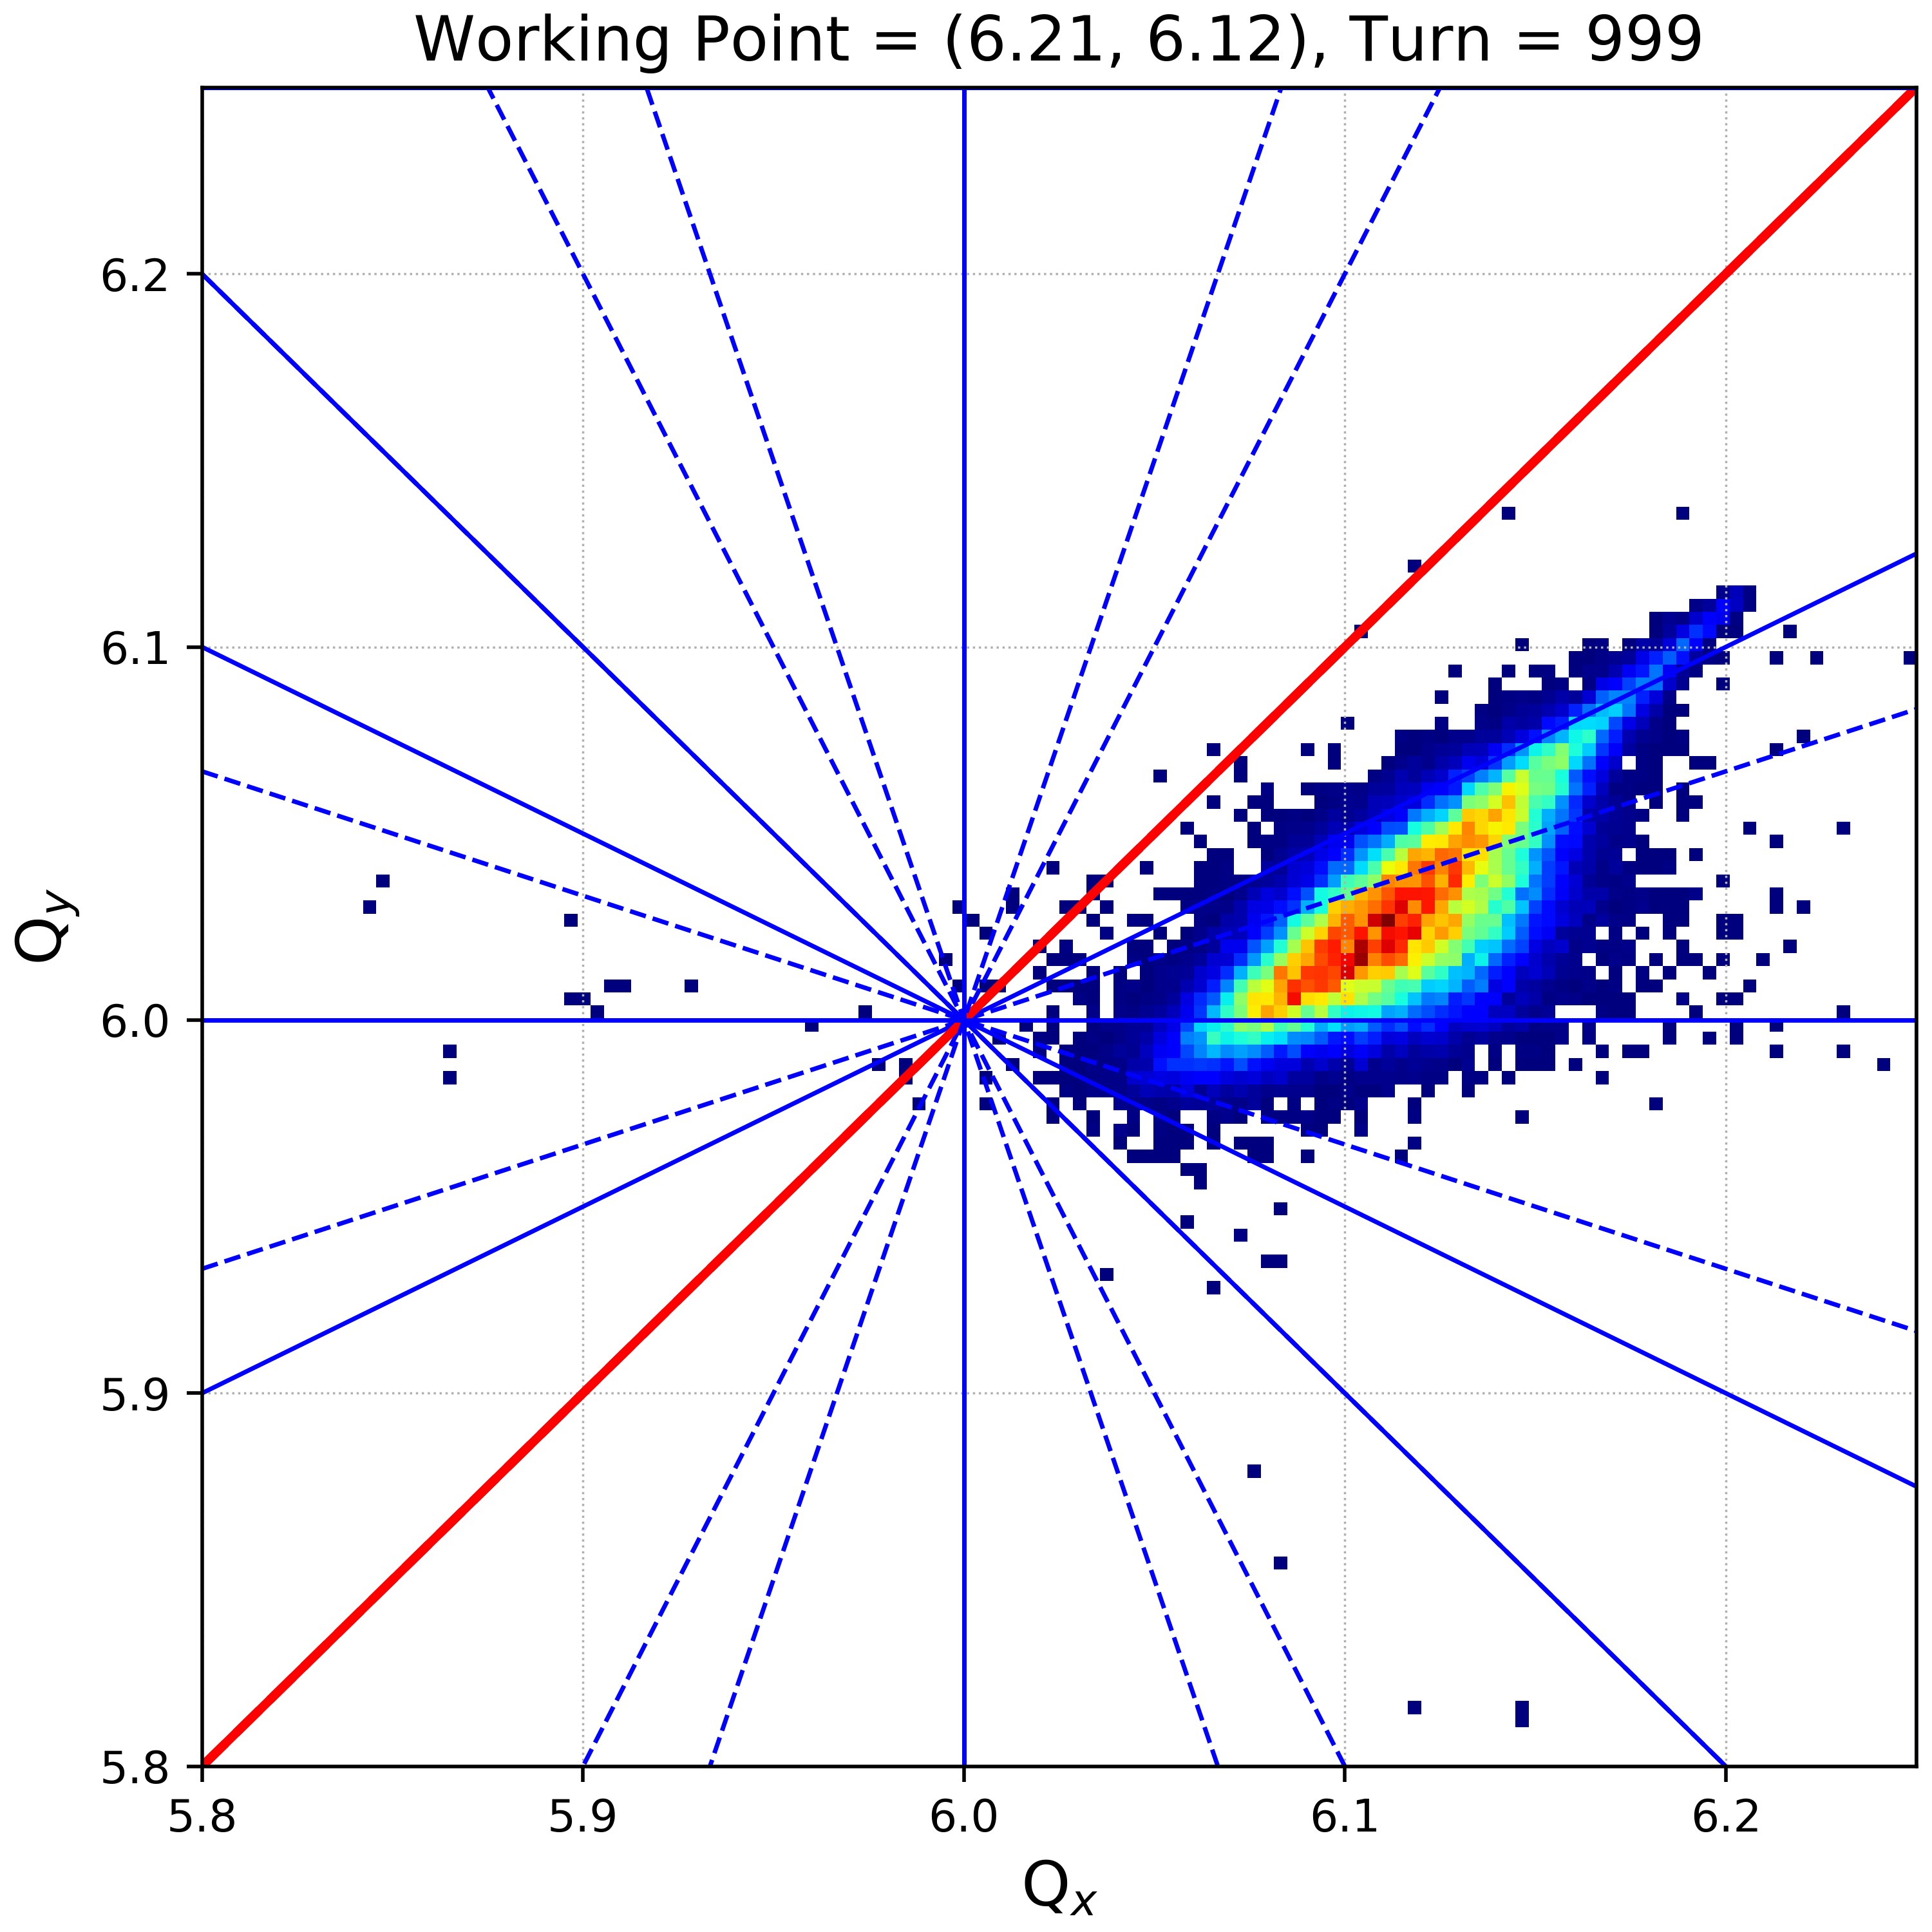 Working Point = (6.21, 6.12), Turn = 999
6.2
6.1
6.0
5.9
5.8
Qy
5.8 5.9 6.0 6.1 6.2
Qx